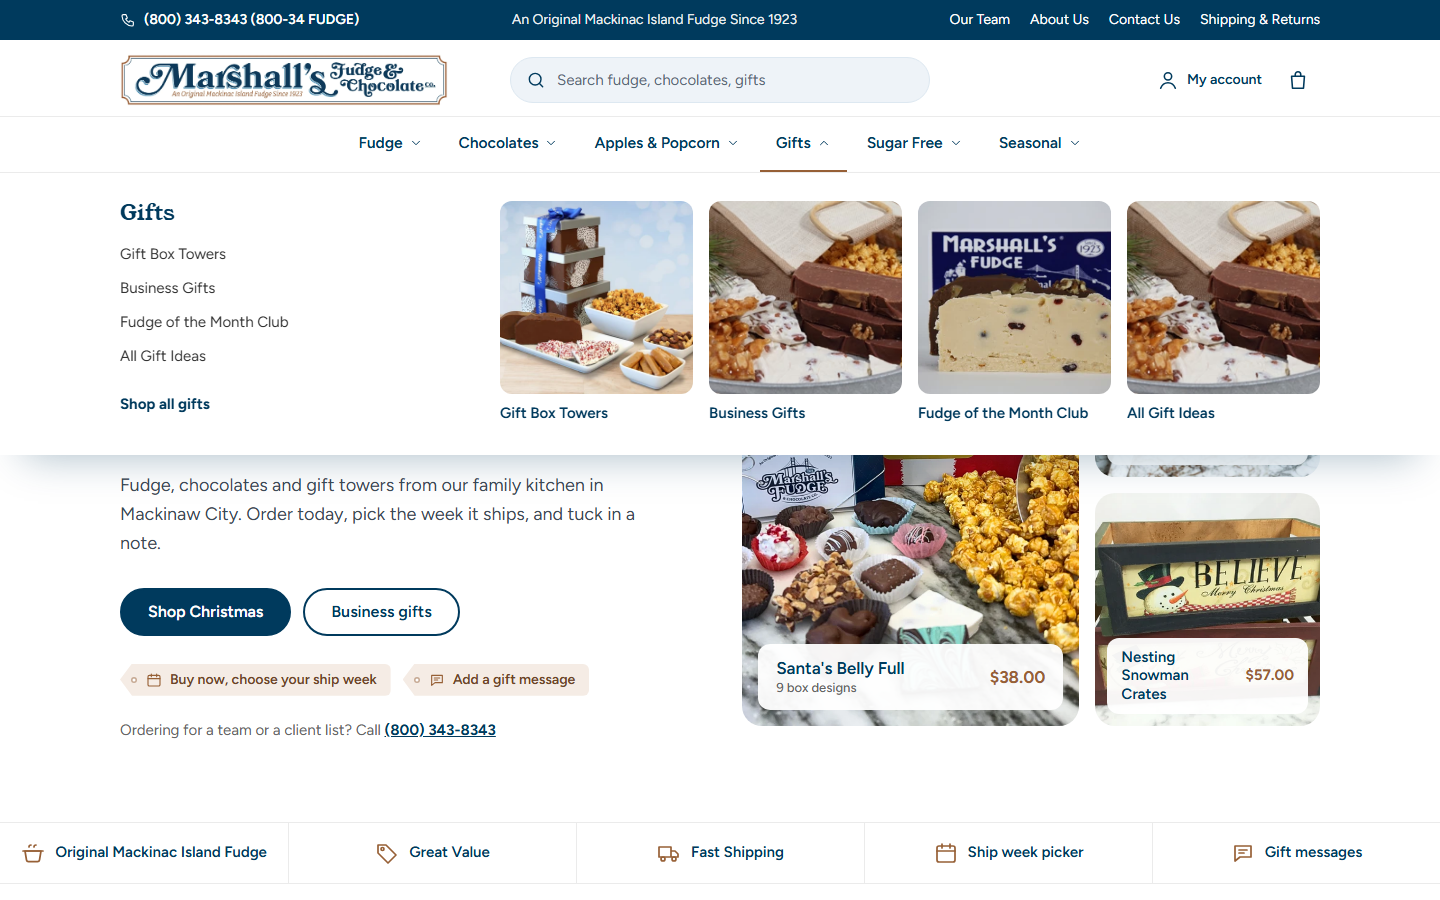 (800) 343-8343 (800-34 FUDGE)
An Original Mackinac Island Fudge Since 1923
Our Team
About Us
Contact Us
Shipping & Returns
Marshall's Fudge & Chocolate co.
An Original Mackinac Island Fudge Since 1923
Search fudge, chocolates, gifts
My account
Fudge
Chocolates
Apples & Popcorn
Gifts
Sugar Free
Seasonal
Gifts
Gift Box Towers
Business Gifts
Fudge of the Month Club
All Gift Ideas
Shop all gifts
MARSHALL'S
FUDGE
SINCE
1923
Gift Box Towers
Business Gifts
Fudge of the Month Club
All Gift Ideas
Fudge, chocolates and gift towers from our family kitchen in
Mackinaw City. Order today, pick the week it ships, and tuck in a
note.
Shop Christmas
Business gifts
Buy now, choose your ship week
Add a gift message
Ordering for a team or a client list? Call (800) 343-8343
Marshall's
FUDGE
Santa's Belly Full
9 box designs
$38.00
BELIEVE
Merry Christmas
Nesting
Snowman
Crates
$57.00
Original Mackinac Island Fudge
Great Value
Fast Shipping
Ship week picker
Gift messages